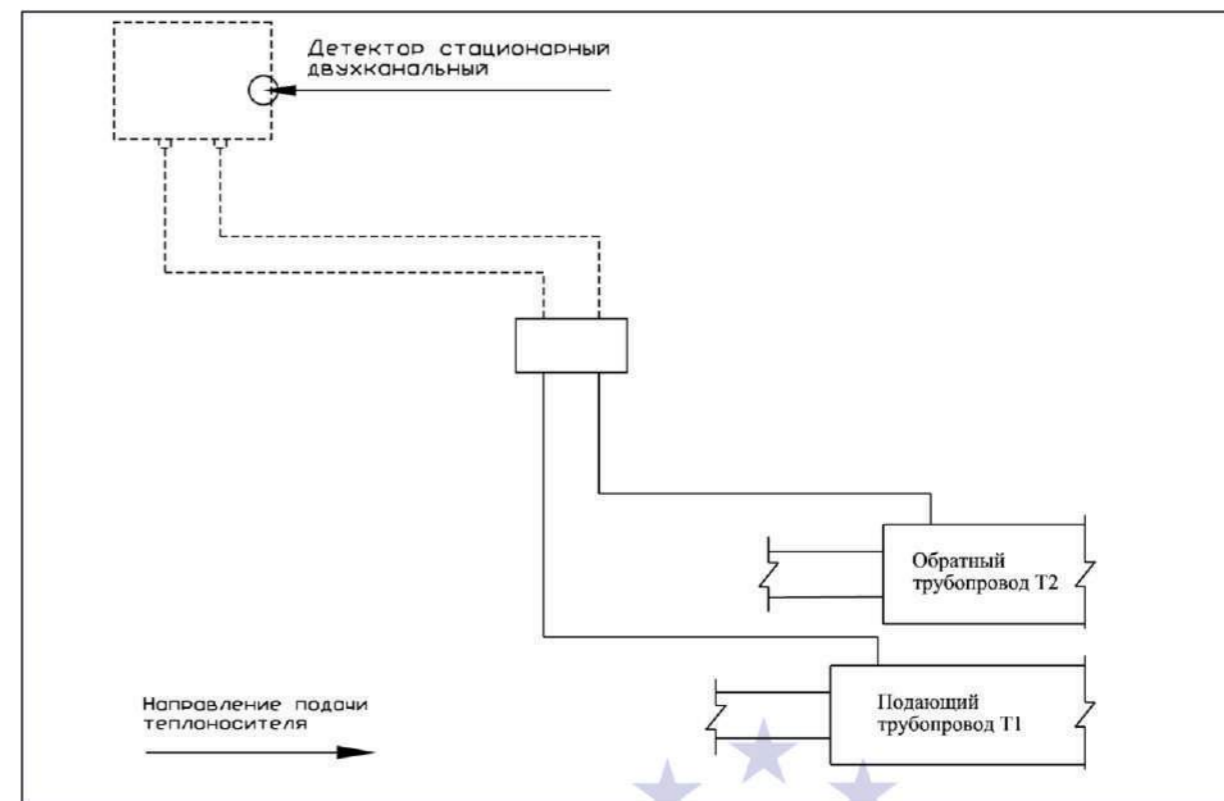 Детектор стационарный
двухканальный
Обратный
трубопровод Т2
Подающий
трубопровод Т1
Направление подачи
теплоносителя